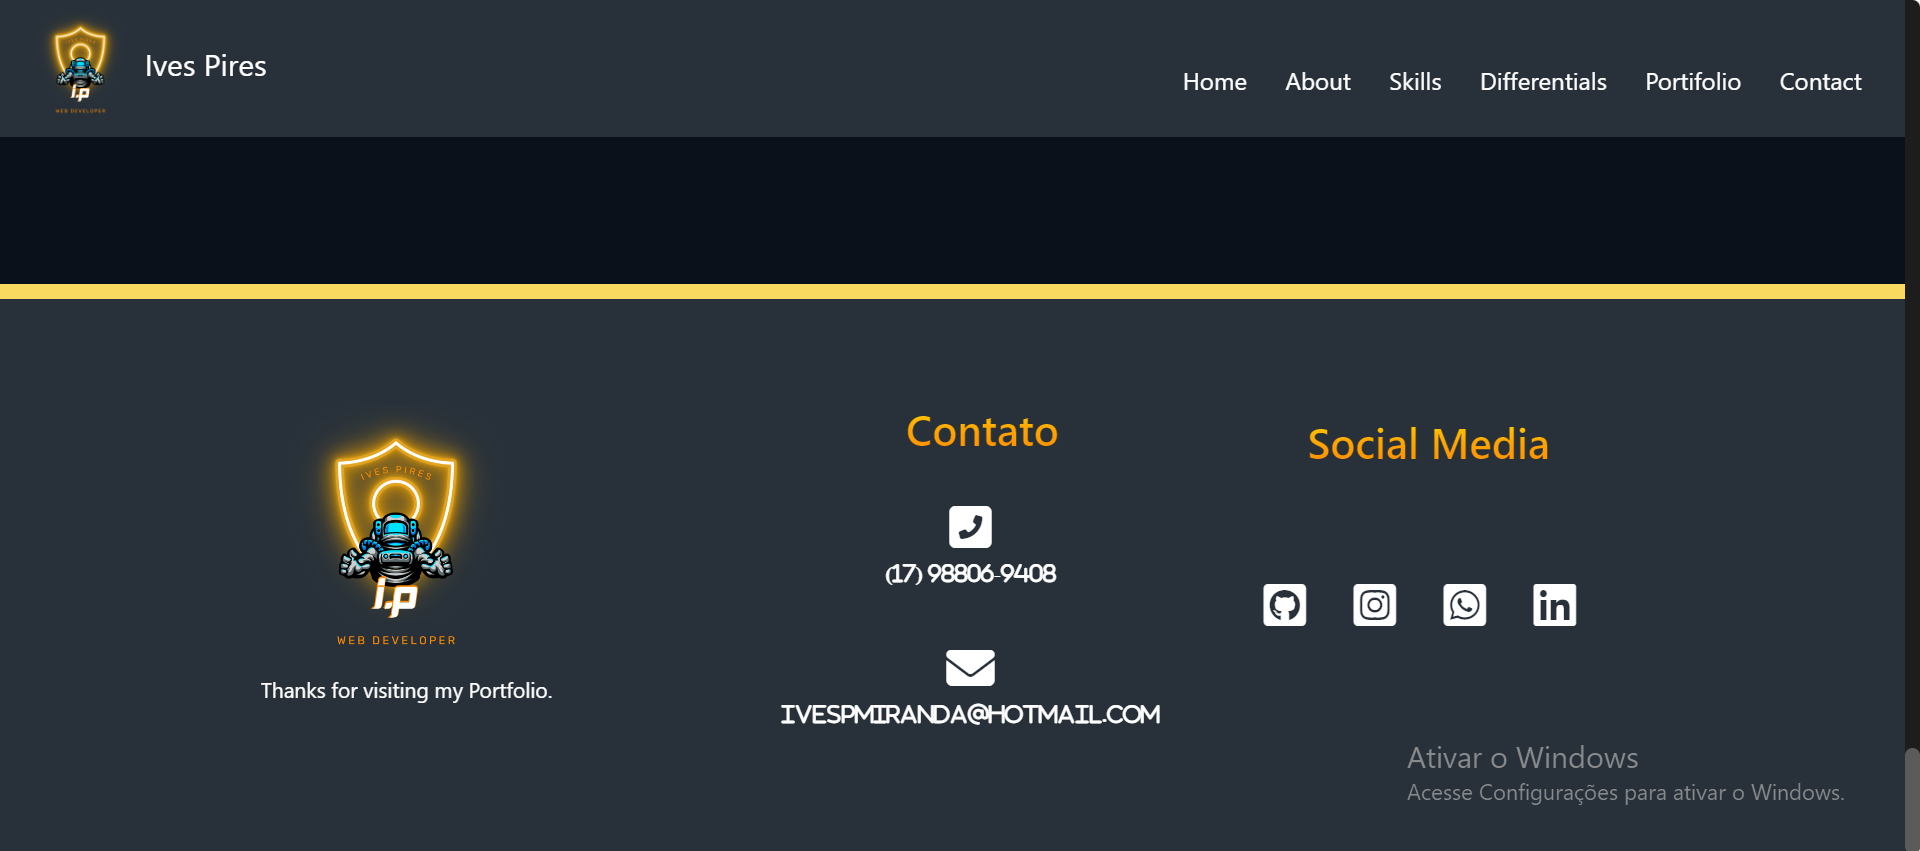 i.p
WEB DEVELOPER
Ives Pires
Home
About
Skills
Differentials
Portifolio
Contact
IVES PIRES
i.p
WEB DEVELOPER
Thanks for visiting my Portfolio.
Contato
(17) 98806-9408
IVESPMIRANDA@HOTMAIL.COM
Social Media
in
Ativar o Windows
Acesse Configurações para ativar o Windows.